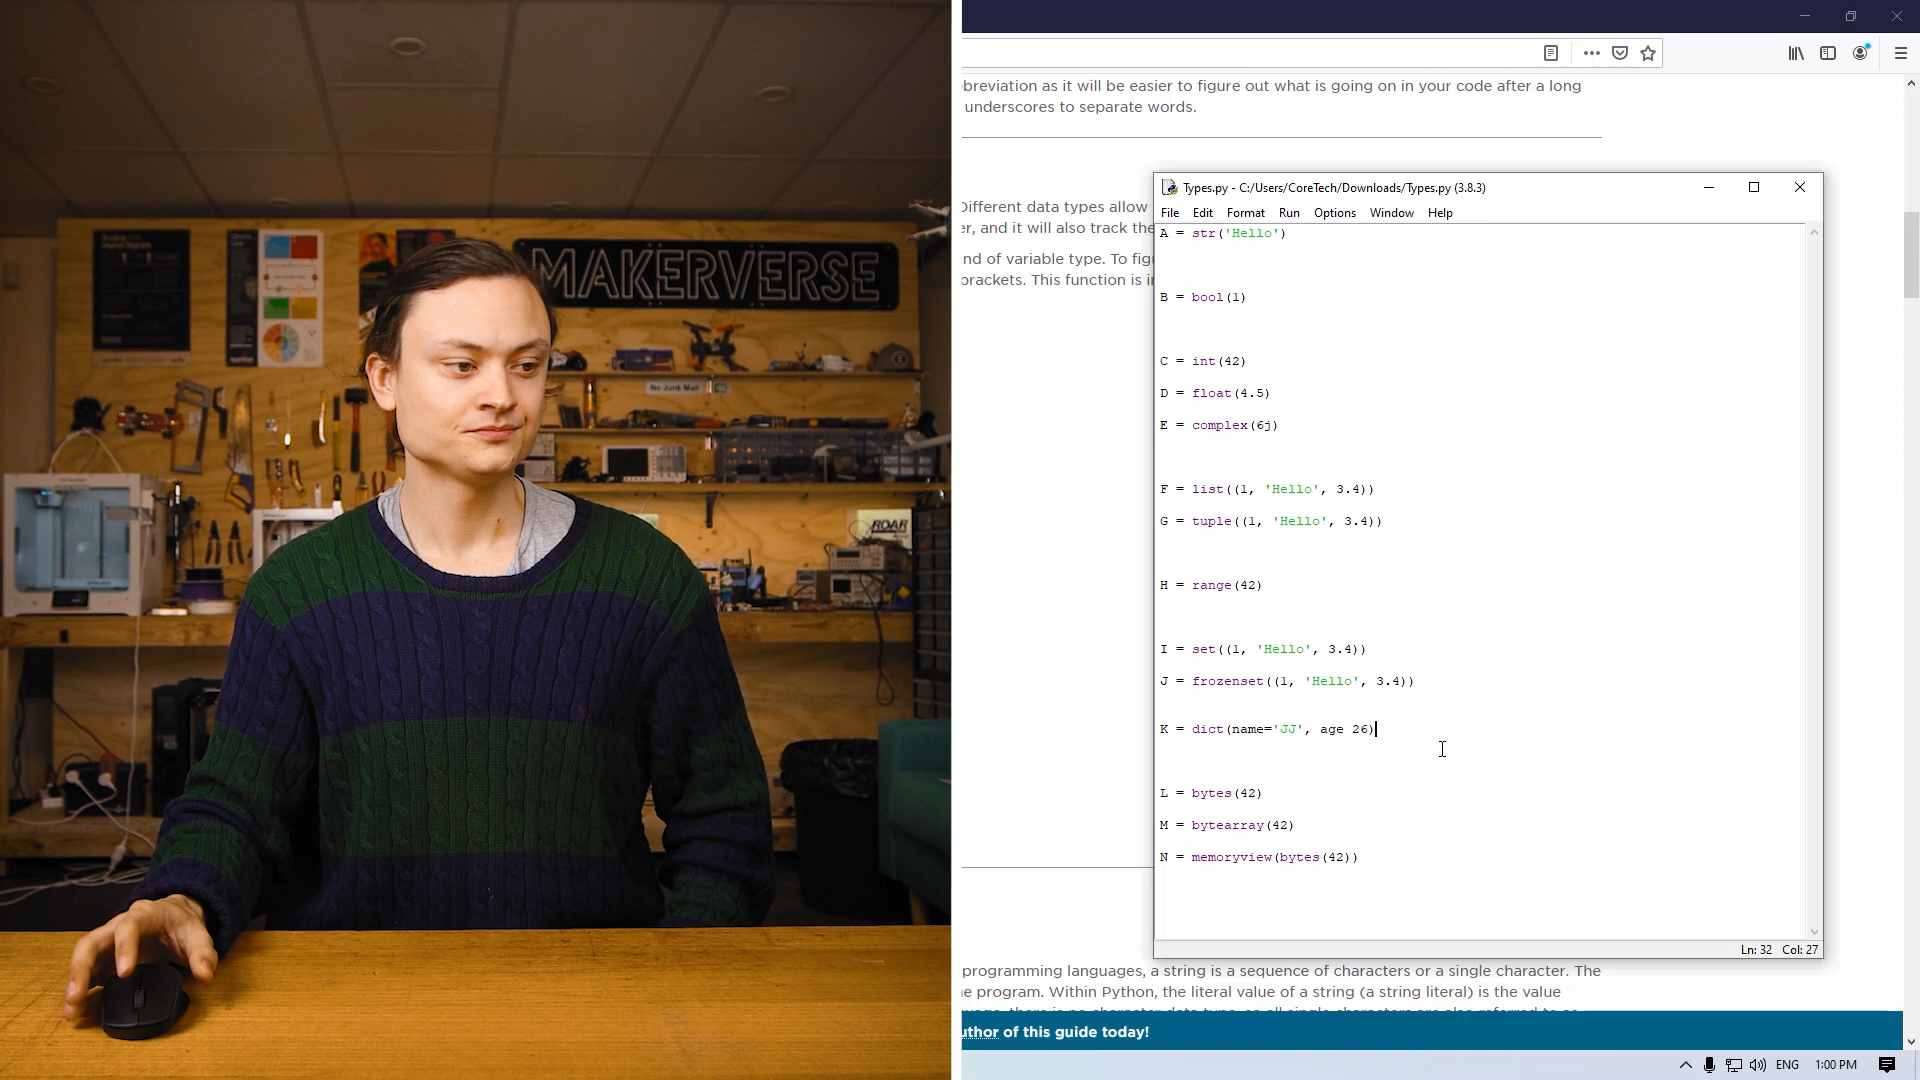 MAKERVERSE
No Junk Mail
ROAR
breviation as it will be easier to figure out what is going on in your code after a long
underscores to separate words.
Different data types allow
er, and it will also track the
nd of variable type. To figu
brackets. This function is i
Types.py - C:/Users/CoreTech/Downloads/Types.py (3.8.3)
File Edit Format Run Options Window Help
A = str('Hello')
B = bool(1)
C = int(42)
D = float(4.5)
E = complex(6j)
F = list((1, 'Hello', 3.4))
G = tuple((1, 'Hello', 3.4))
H = range(42)
I = set((1, 'Hello', 3.4))
J = frozenset((1, 'Hello', 3.4))
K = dict(name='JJ', age 26)
L = bytes(42)
M = bytearray(42)
N = memoryview(bytes(42))
Ln: 32 Col: 27
programming languages, a string is a sequence of characters or a single character. The
e program. Within Python, the literal value of a string (a string literal) is the value
uthor of this guide today!
ENG 1:00 PM